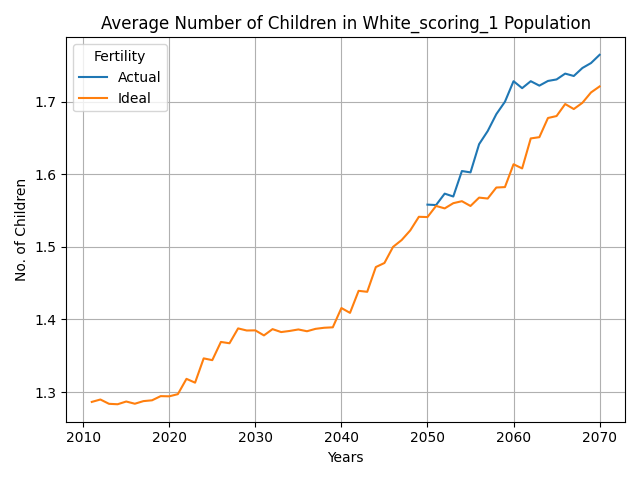 Average Number of Children in White_scoring_1 Population
Fertility
Actual
Ideal
No. of Children
1.7
1.6
1.5
1.4
1.3
2010 2020 2030 2040 2050 2060 2070
Years